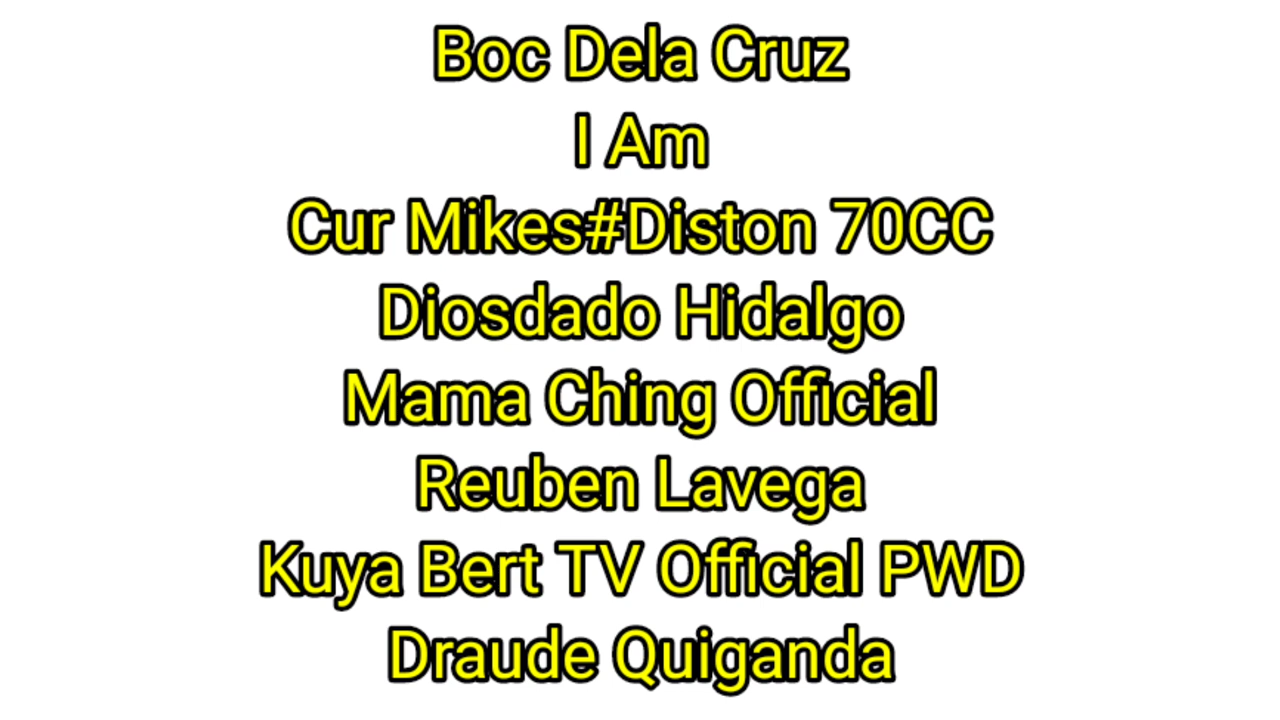 Boc Dela Cruz
I Am
Cur Mikes#Diston 70CC
Diosdado Hidalgo
Mama Ching Official
Reuben Lavega
Kuya Bert TV Official PWD
Draude Quiganda